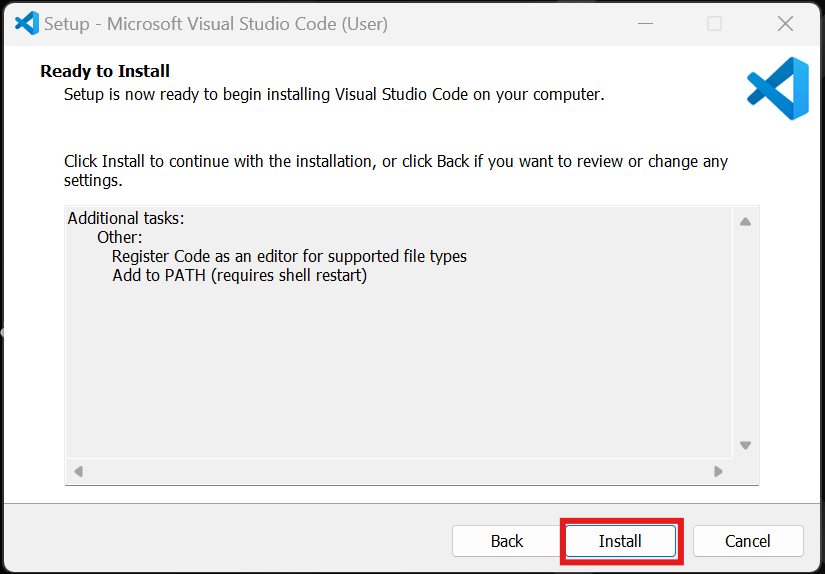 Setup - Microsoft Visual Studio Code (User)
Ready to Install
Setup is now ready to begin installing Visual Studio Code on your computer.
Click Install to continue with the installation, or click Back if you want to review or change any
settings.
Additional tasks:
Other:
Register Code as an editor for supported file types
Add to PATH (requires shell restart)
Back
Install
Cancel